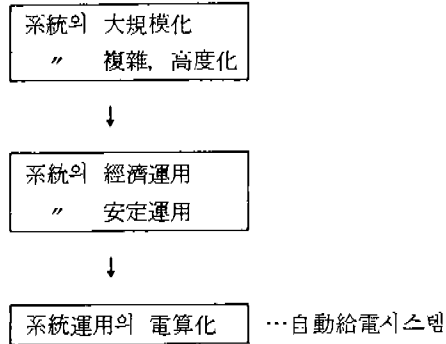 系統의 大規模化
〃 複雜, 高度化
↓
系統의 經濟運用
〃 安定運用
↓
系統運用의 電算化 …自動給電시스템